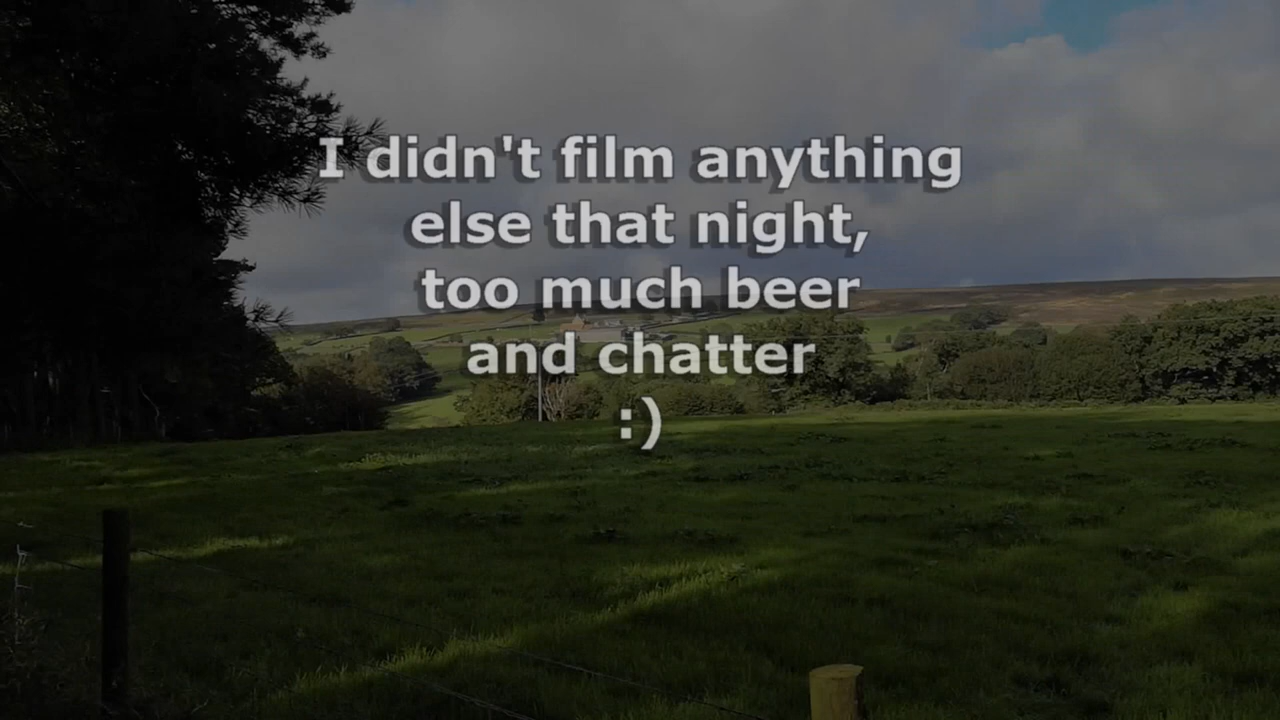 I didn't film anything
else that night,
too much beer
and chatter
:)